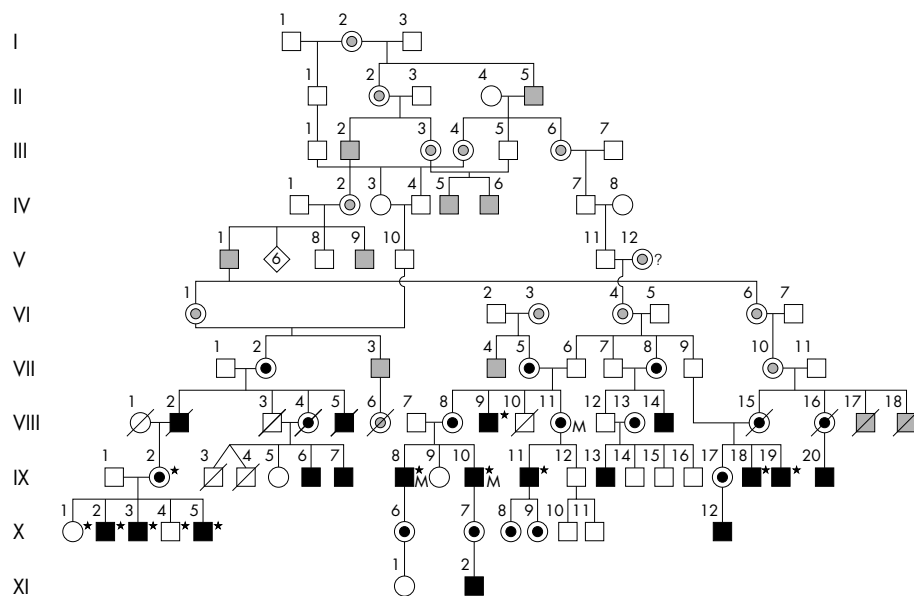 1 2 3
I
1 2 3 4 5
II
1 2 3 4 5 6 7
III
1 2 3 4 5 6 7 8
IV
1 6 8 9 10 11 12 ?
V
1 2 3 4 5 6 7
VI
1 2 3 4 5 6 7 8 9 10 11
VII
1 2 3 4 5 6 7 8 9 10 11 M 12 13 14 15 16 17 18
VIII
1 2 3 4 5 6 7 8 M 9 10 M 11 12 13 14 15 16 17 18 19 20
IX
1 2 3 4 5 6 7 8 9 10 11 12
X
1 2
XI